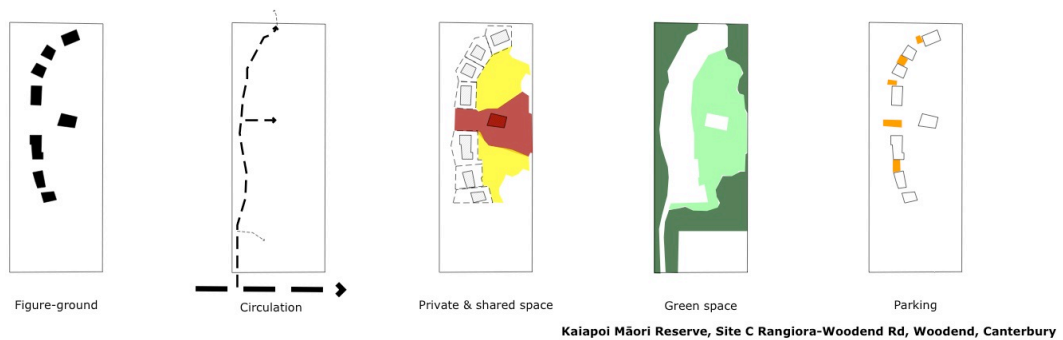 Figure-ground
Circulation
Private & shared space
Green space
Parking
Kaiapoi Māori Reserve, Site C Rangiora-Woodend Rd, Woodend, Canterbury